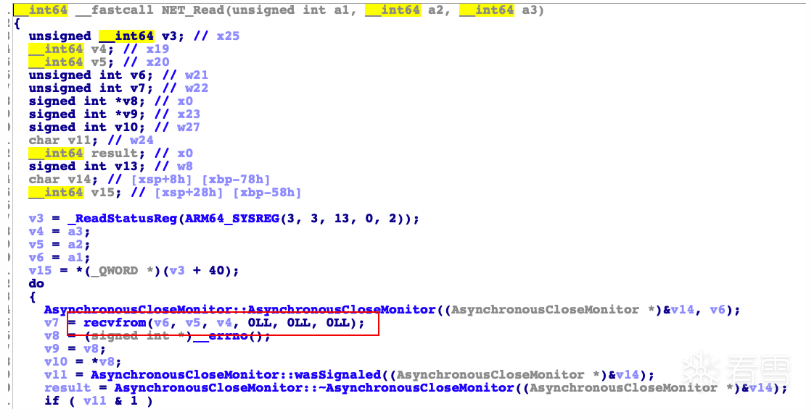 __int64 __fastcall NET_Read(unsigned int a1, __int64 a2, __int64 a3)
{
unsigned __int64 v3; // x25
__int64 v4; // x19
__int64 v5; // x20
unsigned int v6; // w21
unsigned int v7; // w22
signed int *v8; // x0
signed int *v9; // x23
signed int v10; // w27
char v11; // w24
__int64 result; // x0
signed int v13; // w8
char v14; // [xsp+8h] [xbp-78h]
__int64 v15; // [xsp+28h] [xbp-58h]
v3 = _ReadStatusReg(ARM64_SYSREG(3, 3, 13, 0, 2));
v4 = a3;
v5 = a2;
v6 = a1;
v15 = *(_QWORD *)(v3 + 40);
do
{
AsynchronousCloseMonitor::AsynchronousCloseMonitor((AsynchronousCloseMonitor *)&v14, v6);
v7 = recvfrom(v6, v5, v4, 0LL, 0LL, 0LL);
v8 = (signed int *)__errno();
v9 = v8;
v10 = *v8;
v11 = AsynchronousCloseMonitor::wasSignaled((AsynchronousCloseMonitor *)&v14);
result = AsynchronousCloseMonitor::~AsynchronousCloseMonitor((AsynchronousCloseMonitor *)&v14);
if ( v11 & 1 )
看雪